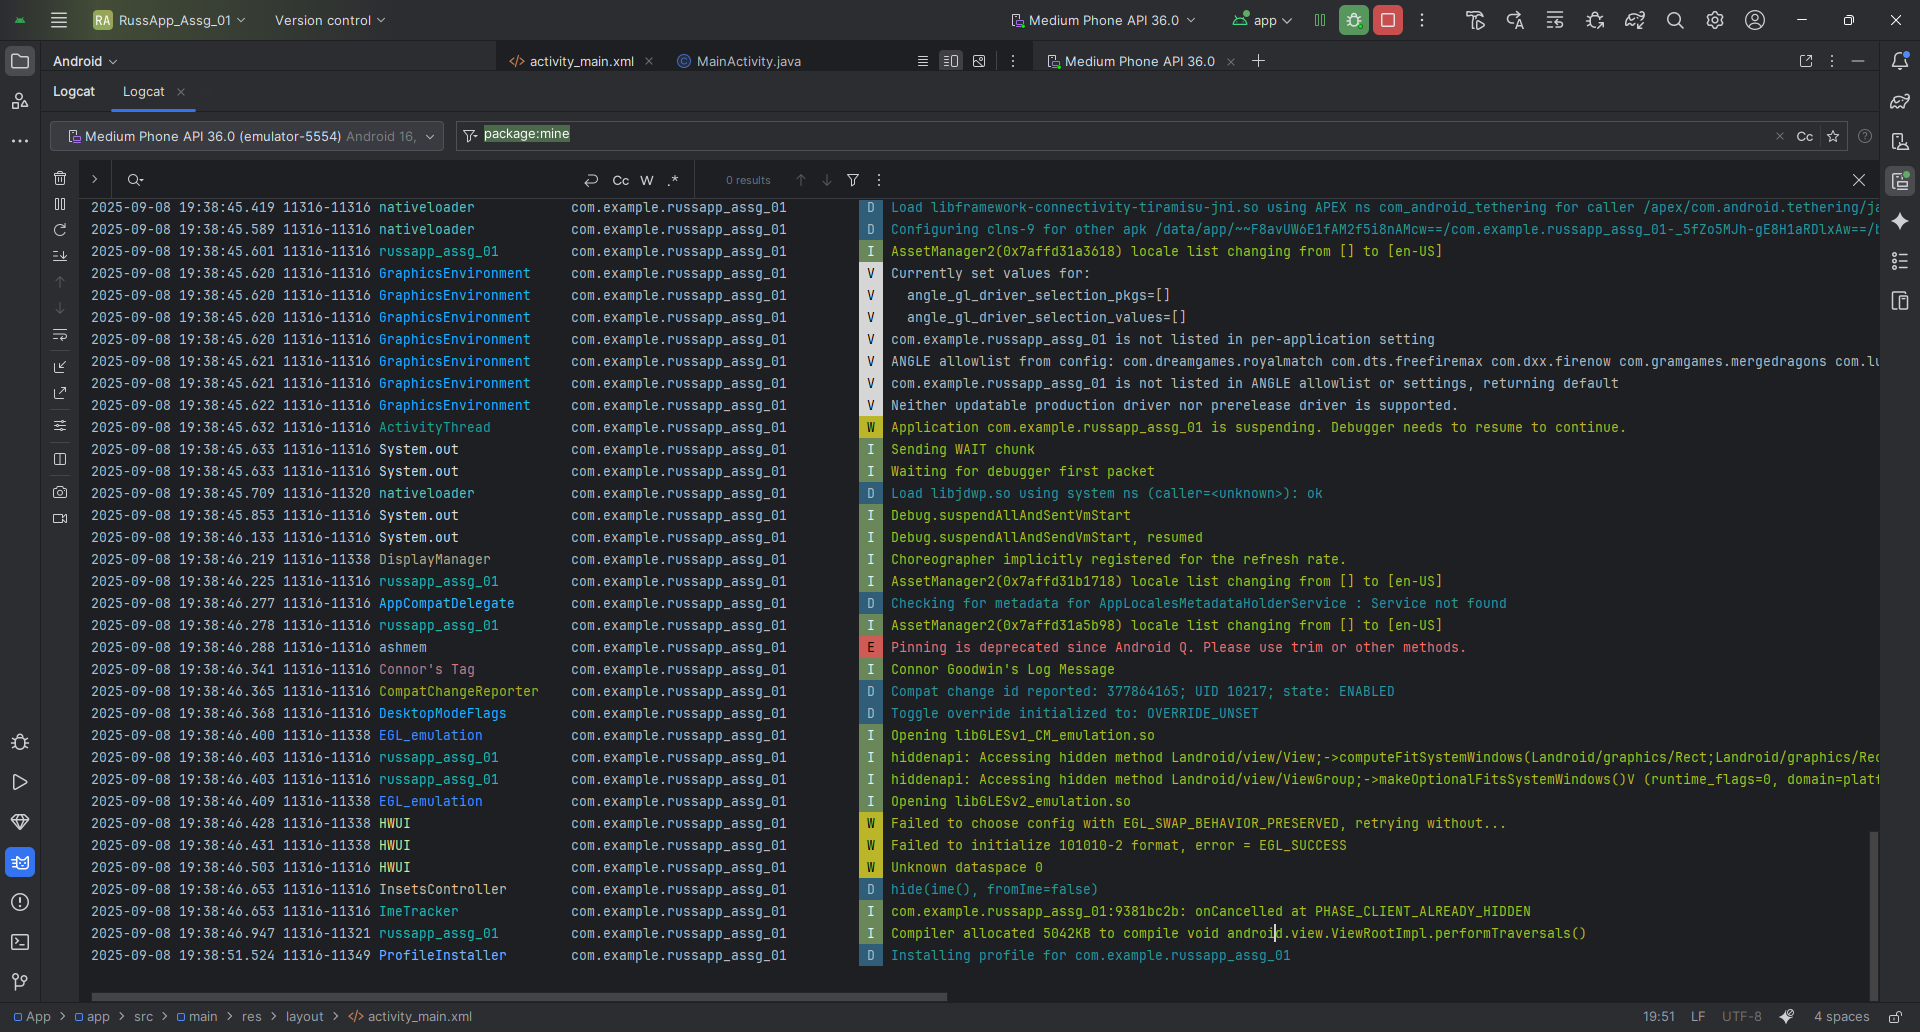 RA RussApp_Assg_01 Version control Medium Phone API 36.0 app
Android activity_main.xml MainActivity.java Medium Phone API 36.0
Logcat Logcat
Medium Phone API 36.0 (emulator-5554) Android 16, package:mine Cc
Cc W .* 0 results
2025-09-08 19:38:45.419 11316-11316 nativeloader com.example.russapp_assg_01 D Load libframework-connectivity-tiramisu-jni.so using APEX ns com_android_tethering for caller /apex/com.android.tethering/ja
2025-09-08 19:38:45.589 11316-11316 nativeloader com.example.russapp_assg_01 D Configuring clns-9 for other apk /data/app/~~F8avUW6E1fAM2f5i8nAMcw==/com.example.russapp_assg_01-_5fZo5MJh-gE8H1aRDlxAw==/b
2025-09-08 19:38:45.601 11316-11316 russapp_assg_01 com.example.russapp_assg_01 I AssetManager2(0x7affd31a3618) locale list changing from [] to [en-US]
2025-09-08 19:38:45.620 11316-11316 GraphicsEnvironment com.example.russapp_assg_01 V Currently set values for:
2025-09-08 19:38:45.620 11316-11316 GraphicsEnvironment com.example.russapp_assg_01 V angle_gl_driver_selection_pkgs=[]
2025-09-08 19:38:45.620 11316-11316 GraphicsEnvironment com.example.russapp_assg_01 V angle_gl_driver_selection_values=[]
2025-09-08 19:38:45.620 11316-11316 GraphicsEnvironment com.example.russapp_assg_01 V com.example.russapp_assg_01 is not listed in per-application setting
2025-09-08 19:38:45.621 11316-11316 GraphicsEnvironment com.example.russapp_assg_01 V ANGLE allowlist from config: com.dreamgames.royalmatch com.dts.freefiremax com.dxx.firenow com.gramgames.mergedragons com.lu
2025-09-08 19:38:45.621 11316-11316 GraphicsEnvironment com.example.russapp_assg_01 V com.example.russapp_assg_01 is not listed in ANGLE allowlist or settings, returning default
2025-09-08 19:38:45.622 11316-11316 GraphicsEnvironment com.example.russapp_assg_01 V Neither updatable production driver nor prerelease driver is supported.
2025-09-08 19:38:45.632 11316-11316 ActivityThread com.example.russapp_assg_01 W Application com.example.russapp_assg_01 is suspending. Debugger needs to resume to continue.
2025-09-08 19:38:45.633 11316-11316 System.out com.example.russapp_assg_01 I Sending WAIT chunk
2025-09-08 19:38:45.633 11316-11316 System.out com.example.russapp_assg_01 I Waiting for debugger first packet
2025-09-08 19:38:45.709 11316-11320 nativeloader com.example.russapp_assg_01 D Load libjdwp.so using system ns (caller=<unknown>): ok
2025-09-08 19:38:45.853 11316-11316 System.out com.example.russapp_assg_01 I Debug.suspendAllAndSentVmStart
2025-09-08 19:38:46.133 11316-11316 System.out com.example.russapp_assg_01 I Debug.suspendAllAndSendVmStart, resumed
2025-09-08 19:38:46.219 11316-11338 DisplayManager com.example.russapp_assg_01 I Choreographer implicitly registered for the refresh rate.
2025-09-08 19:38:46.225 11316-11316 russapp_assg_01 com.example.russapp_assg_01 I AssetManager2(0x7affd31b1718) locale list changing from [] to [en-US]
2025-09-08 19:38:46.277 11316-11316 AppCompatDelegate com.example.russapp_assg_01 D Checking for metadata for AppLocalesMetadataHolderService : Service not found
2025-09-08 19:38:46.278 11316-11316 russapp_assg_01 com.example.russapp_assg_01 I AssetManager2(0x7affd31a5b98) locale list changing from [] to [en-US]
2025-09-08 19:38:46.288 11316-11316 ashmem com.example.russapp_assg_01 E Pinning is deprecated since Android Q. Please use trim or other methods.
2025-09-08 19:38:46.341 11316-11316 Connor's Tag com.example.russapp_assg_01 I Connor Goodwin's Log Message
2025-09-08 19:38:46.365 11316-11316 CompatChangeReporter com.example.russapp_assg_01 D Compat change id reported: 377864165; UID 10217; state: ENABLED
2025-09-08 19:38:46.368 11316-11316 DesktopModeFlags com.example.russapp_assg_01 D Toggle override initialized to: OVERRIDE_UNSET
2025-09-08 19:38:46.400 11316-11338 EGL_emulation com.example.russapp_assg_01 I Opening libGLESv1_CM_emulation.so
2025-09-08 19:38:46.403 11316-11316 russapp_assg_01 com.example.russapp_assg_01 I hiddenapi: Accessing hidden method Landroid/view/View;->computeFitSystemWindows(Landroid/graphics/Rect;Landroid/graphics/Rec
2025-09-08 19:38:46.403 11316-11316 russapp_assg_01 com.example.russapp_assg_01 I hiddenapi: Accessing hidden method Landroid/view/ViewGroup;->makeOptionalFitsSystemWindows()V (runtime_flags=0, domain=platf
2025-09-08 19:38:46.409 11316-11338 EGL_emulation com.example.russapp_assg_01 I Opening libGLESv2_emulation.so
2025-09-08 19:38:46.428 11316-11338 HWUI com.example.russapp_assg_01 W Failed to choose config with EGL_SWAP_BEHAVIOR_PRESERVED, retrying without...
2025-09-08 19:38:46.431 11316-11338 HWUI com.example.russapp_assg_01 W Failed to initialize 101010-2 format, error = EGL_SUCCESS
2025-09-08 19:38:46.503 11316-11316 HWUI com.example.russapp_assg_01 W Unknown dataspace 0
2025-09-08 19:38:46.653 11316-11316 InsetsController com.example.russapp_assg_01 D hide(ime(), fromIme=false)
2025-09-08 19:38:46.653 11316-11316 ImeTracker com.example.russapp_assg_01 I com.example.russapp_assg_01:9381bc2b: onCancelled at PHASE_CLIENT_ALREADY_HIDDEN
2025-09-08 19:38:46.947 11316-11321 russapp_assg_01 com.example.russapp_assg_01 I Compiler allocated 5042KB to compile void android.view.ViewRootImpl.performTraversals()
2025-09-08 19:38:51.524 11316-11349 ProfileInstaller com.example.russapp_assg_01 D Installing profile for com.example.russapp_assg_01
App > app > src > main > res > layout > activity_main.xml 19:51 LF UTF-8 4 spaces